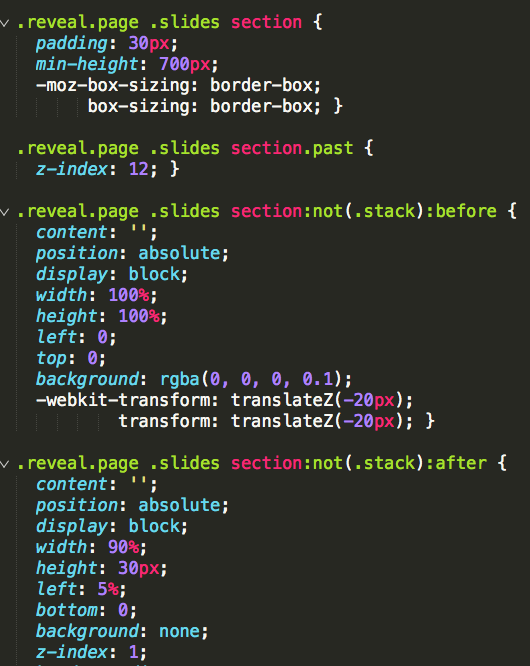 .reveal.page .slides section {
padding: 30px;
min-height: 700px;
-moz-box-sizing: border-box;
box-sizing: border-box; }
.reveal.page .slides section.past {
z-index: 12; }
.reveal.page .slides section:not(.stack):before {
content: '';
position: absolute;
display: block;
width: 100%;
height: 100%;
left: 0;
top: 0;
background: rgba(0, 0, 0, 0.1);
-webkit-transform: translateZ(-20px);
transform: translateZ(-20px); }
.reveal.page .slides section:not(.stack):after {
content: '';
position: absolute;
display: block;
width: 90%;
height: 30px;
left: 5%;
bottom: 0;
background: none;
z-index: 1;